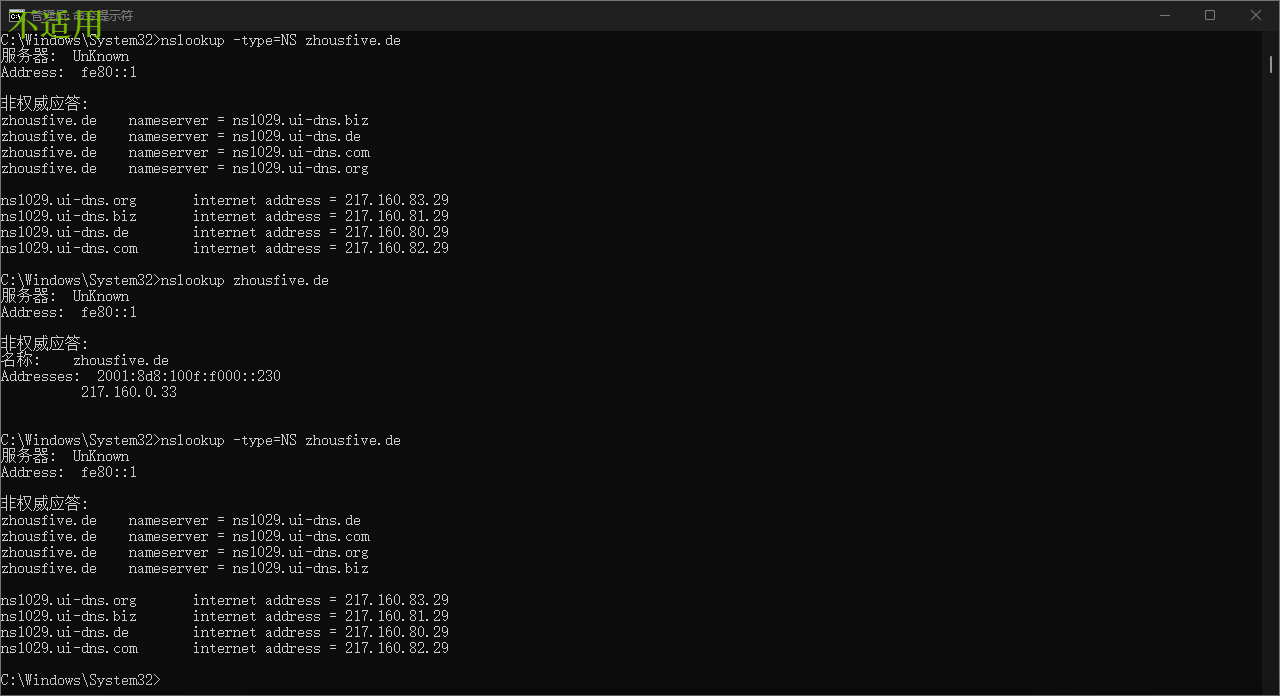 管理员: 命令提示符
不适用
C:\Windows\System32>nslookup -type=NS zhousfive.de
服务器:  UnKnown
Address:  fe80::1
非权威应答:
zhousfive.de    nameserver = ns1029.ui-dns.biz
zhousfive.de    nameserver = ns1029.ui-dns.de
zhousfive.de    nameserver = ns1029.ui-dns.com
zhousfive.de    nameserver = ns1029.ui-dns.org
ns1029.ui-dns.org       internet address = 217.160.83.29
ns1029.ui-dns.biz       internet address = 217.160.81.29
ns1029.ui-dns.de        internet address = 217.160.80.29
ns1029.ui-dns.com       internet address = 217.160.82.29
C:\Windows\System32>nslookup zhousfive.de
服务器:  UnKnown
Address:  fe80::1
非权威应答:
名称:    zhousfive.de
Addresses:  2001:8d8:100f:f000::230
          217.160.0.33
C:\Windows\System32>nslookup -type=NS zhousfive.de
服务器:  UnKnown
Address:  fe80::1
非权威应答:
zhousfive.de    nameserver = ns1029.ui-dns.de
zhousfive.de    nameserver = ns1029.ui-dns.com
zhousfive.de    nameserver = ns1029.ui-dns.org
zhousfive.de    nameserver = ns1029.ui-dns.biz
ns1029.ui-dns.org       internet address = 217.160.83.29
ns1029.ui-dns.biz       internet address = 217.160.81.29
ns1029.ui-dns.de        internet address = 217.160.80.29
ns1029.ui-dns.com       internet address = 217.160.82.29
C:\Windows\System32>